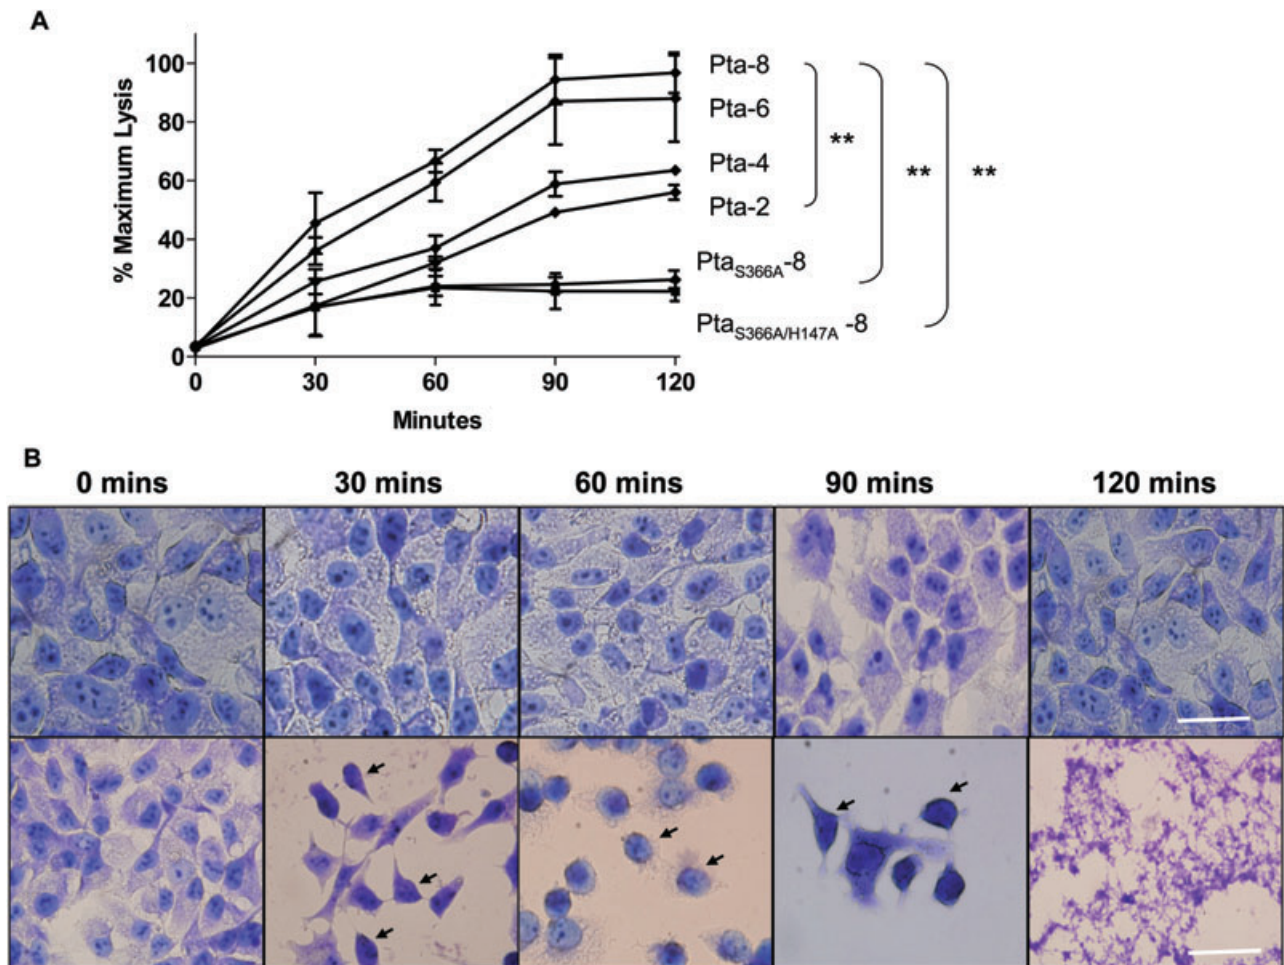 A
% Maximum Lysis
100
80
60
40
20
0
0 30 60 90 120
Minutes
Pta-8
Pta-6
Pta-4
Pta-2
PtaS366A-8
PtaS366A/H147A -8
** ** **
B
0 mins 30 mins 60 mins 90 mins 120 mins